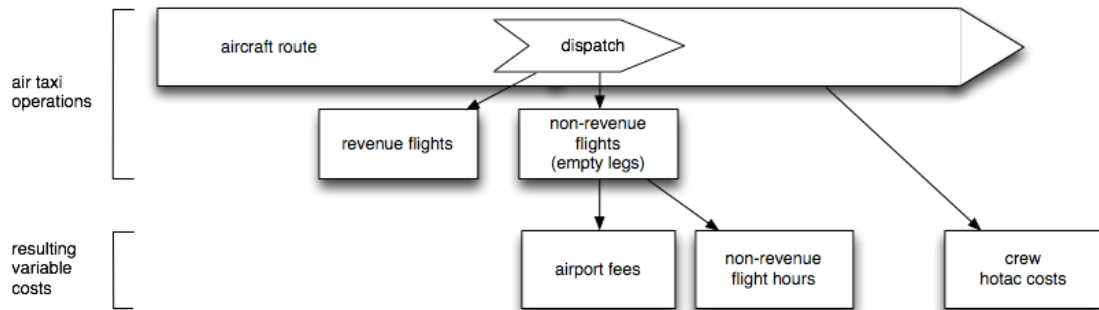 aircraft route
dispatch
air taxi
operations
revenue flights
non-revenue
flights
(empty legs)
resulting
variable
costs
airport fees
non-revenue
flight hours
crew
hotac costs